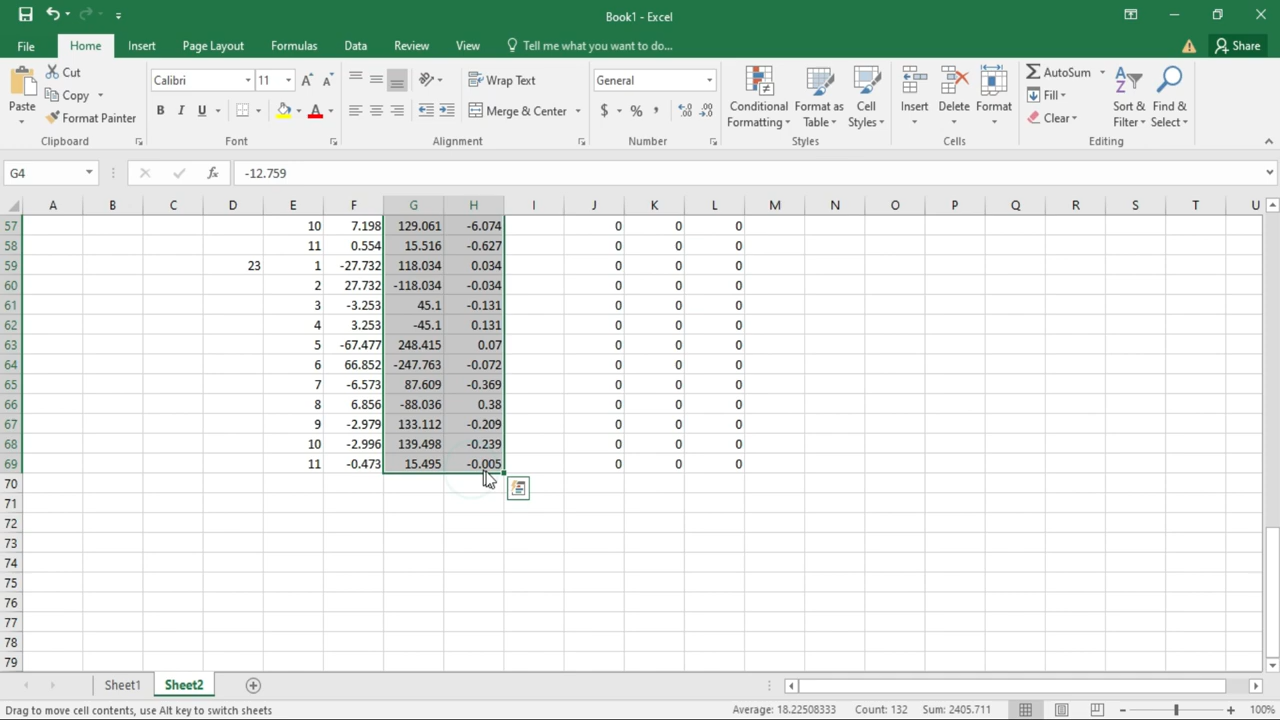 Book1 - Excel
File Home Insert Page Layout Formulas Data Review View Tell me what you want to do... Share
Paste Cut Copy Format Painter
Calibri 11 A A B I U A
Wrap Text Merge & Center
General $ % ,
Conditional Formatting Format as Table Cell Styles
Insert Delete Format
AutoSum Fill Clear Sort & Filter Find & Select
Clipboard Font Alignment Number Styles Cells Editing
G4 fx -12.759
A B C D E F G H I J K L M N O P Q R S T U
57 10 7.198 129.061 -6.074 0 0 0
58 11 0.554 15.516 -0.627 0 0 0
59 23 1 -27.732 118.034 0.034 0 0 0
60 2 27.732 -118.034 -0.034 0 0 0
61 3 -3.253 45.1 -0.131 0 0 0
62 4 3.253 -45.1 0.131 0 0 0
63 5 -67.477 248.415 0.07 0 0 0
64 6 66.852 -247.763 -0.072 0 0 0
65 7 -6.573 87.609 -0.369 0 0 0
66 8 6.856 -88.036 0.38 0 0 0
67 9 -2.979 133.112 -0.209 0 0 0
68 10 -2.996 139.498 -0.239 0 0 0
69 11 -0.473 15.495 -0.005 0 0 0
70
71
72
73
74
75
76
77
78
79
Sheet1 Sheet2
Drag to move cell contents, use Alt key to switch sheets Average: 18.22508333 Count: 132 Sum: 2405.711 100%